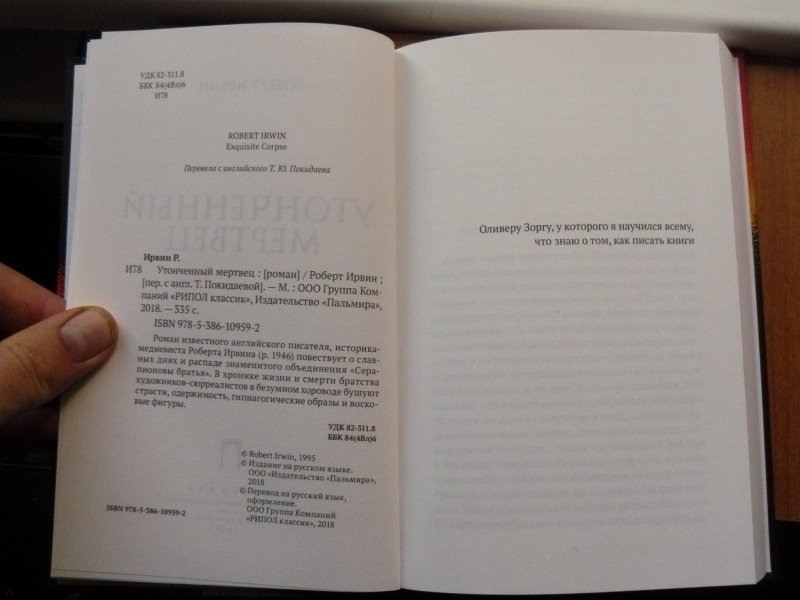 УДК 82-311.8
ББК 84(4Вл)6
И78
ROBERT IRWIN
Exquisite Corpse
Перевела с английского Т. Ю. Покидаева
Ирвин Р.
И78 Утонченный мертвец : [роман] / Роберт Ирвин ;
[пер. с англ. Т. Покидаевой]. — М. : ООО Группа Ком-
паний «РИПОЛ классик», Издательство «Пальмира»,
2018. — 335 с.
ISBN 978-5-386-10959-2
Роман известного английского писателя, историка-
медиевиста Роберта Ирвина (р. 1946) повествует о слав-
ных днях и распаде знаменитого объединения «Сера-
пионовы братья». В хронике жизни и смерти братства
художников-сюрреалистов в безумном хороводе бушуют
страсти, одержимость, гипнагогические образы и воско-
вые фигуры.
УДК 82-311.8
ББК 84(4Вл)6
© Robert Irwin, 1995
© Издание на русском языке.
ООО «Издательство «Пальмира»,
2018
© Перевод на русский язык,
оформление.
ООО Группа Компаний
«РИПОЛ классик», 2018
ISBN 978-5-386-10959-2
УТОНЧЕННЫЙ
МЕРТВЕЦ
Оливеру Зоргу, у которого я научился всему,
что знаю о том, как писать книги